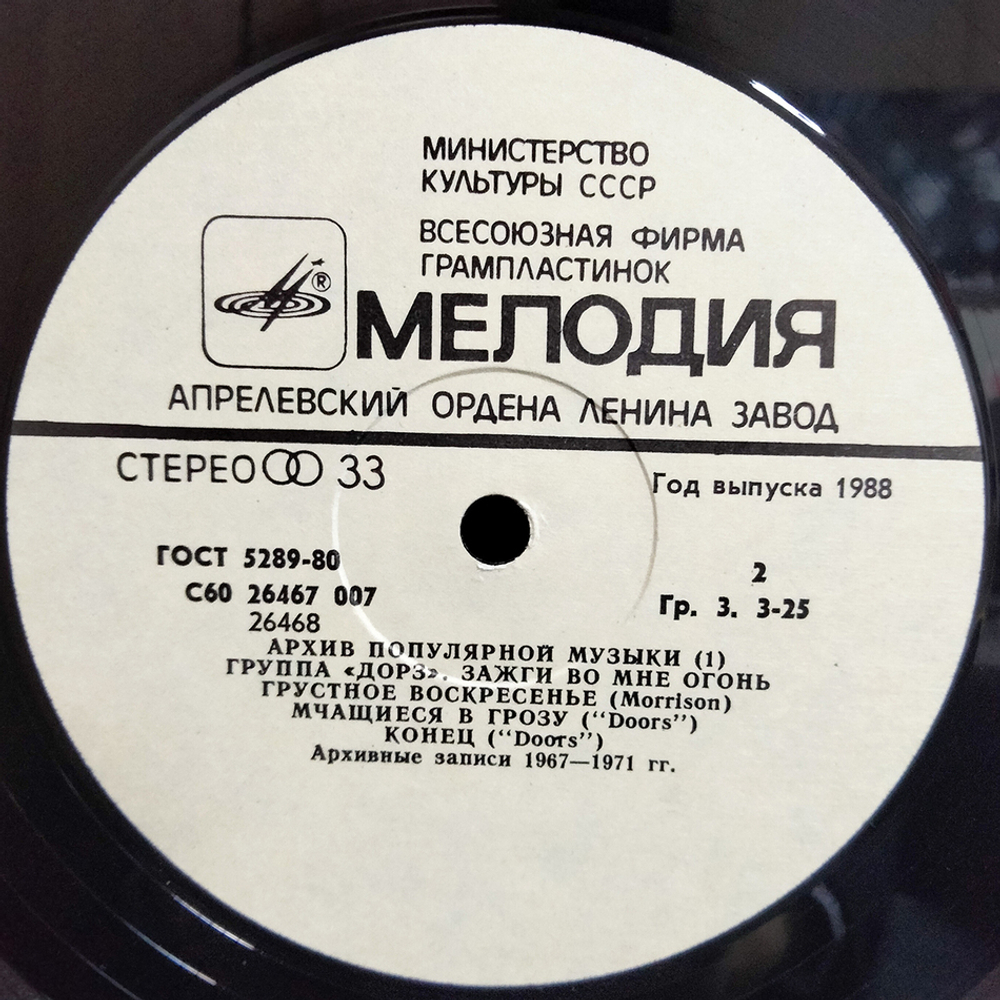 МИНИСТЕРСТВО
КУЛЬТУРЫ СССР
ВСЕСОЮЗНАЯ ФИРМА
ГРАМПЛАСТИНОК
®
МЕЛОДИЯ
АПРЕЛЕВСКИЙ ОРДЕНА ЛЕНИНА ЗАВОД
СТЕРЕО 33
Год выпуска 1988
ГОСТ 5289-80
С60 26467 007
26468
2
Гр. 3. 3-25
АРХИВ ПОПУЛЯРНОЙ МУЗЫКИ (1)
ГРУППА «ДОРЗ». ЗАЖГИ ВО МНЕ ОГОНЬ
ГРУСТНОЕ ВОСКРЕСЕНЬЕ (Morrison)
МЧАЩИЕСЯ В ГРОЗУ (“Doors”)
КОНЕЦ (“Doors”)
Архивные записи 1967—1971 гг.